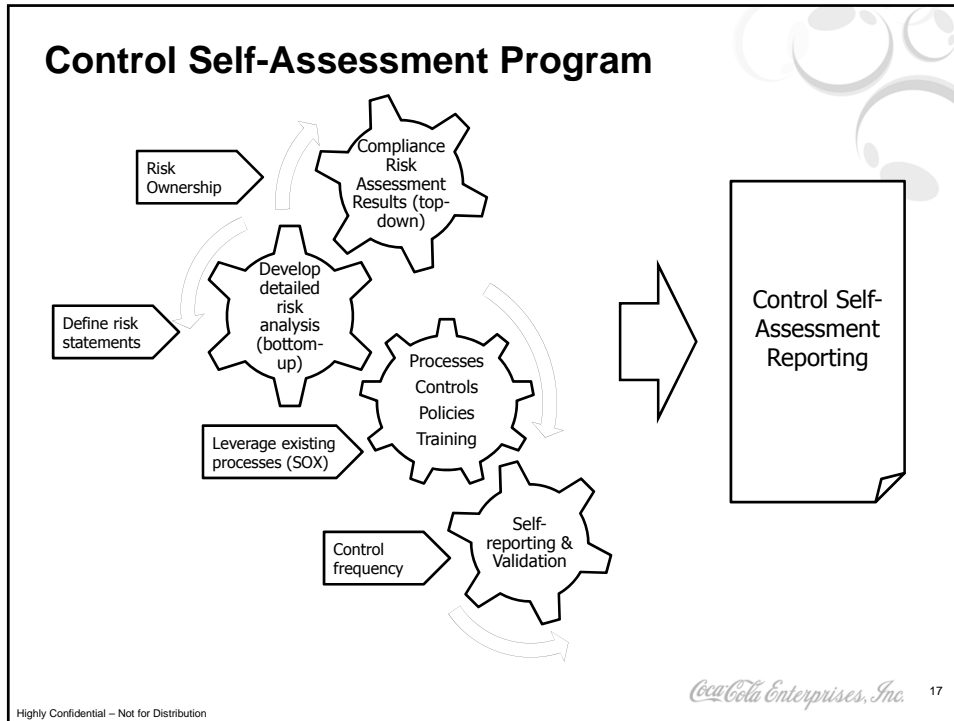 Control Self-Assessment Program
Risk
Ownership
Compliance
Risk
Assessment
Results (top-
down)
Define risk
statements
Develop
detailed
risk
analysis
(bottom-
up)
Leverage existing
processes (SOX)
Processes
Controls
Policies
Training
Control
frequency
Self-
reporting &
Validation
Control Self-
Assessment
Reporting
Highly Confidential – Not for Distribution
Coca-Cola Enterprises, Inc.
17